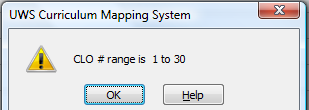 UWS Curriculum Mapping System
CLO # range is 1 to 30
OK Help